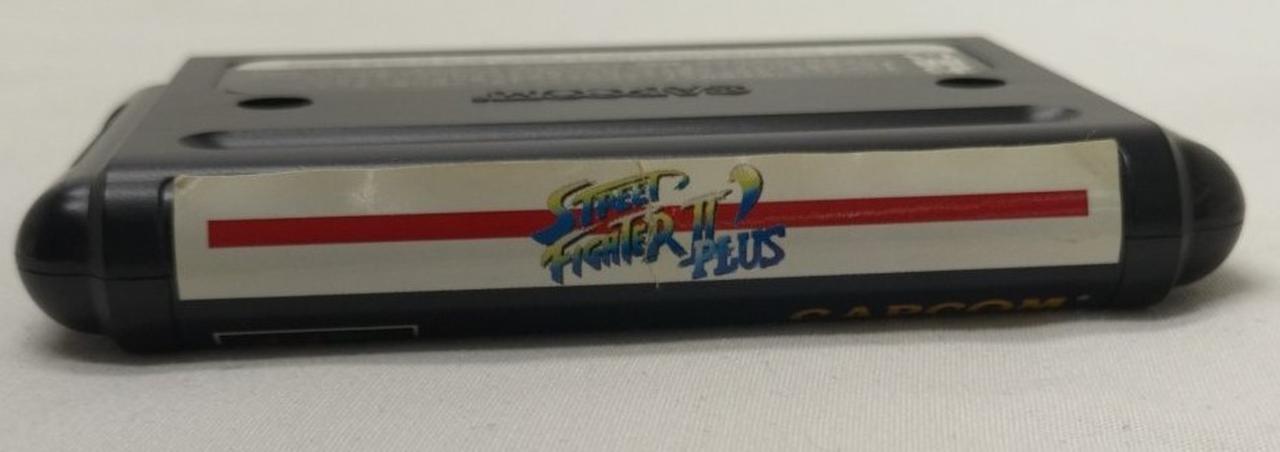 CAPCOM
STREET
FIGHTER II'
PLUS
CAPCOM